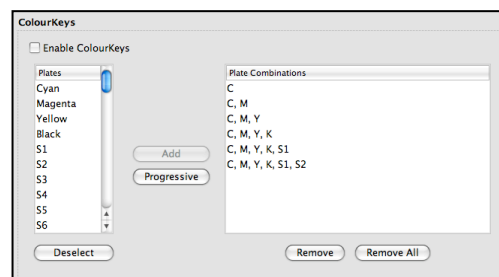 ColourKeys
Enable ColourKeys
Plates
Cyan
Magenta
Yellow
Black
S1
S2
S3
S4
S5
S6
Deselect
Add
Progressive
Plate Combinations
C
C, M
C, M, Y
C, M, Y, K
C, M, Y, K, S1
C, M, Y, K, S1, S2
Remove
Remove All